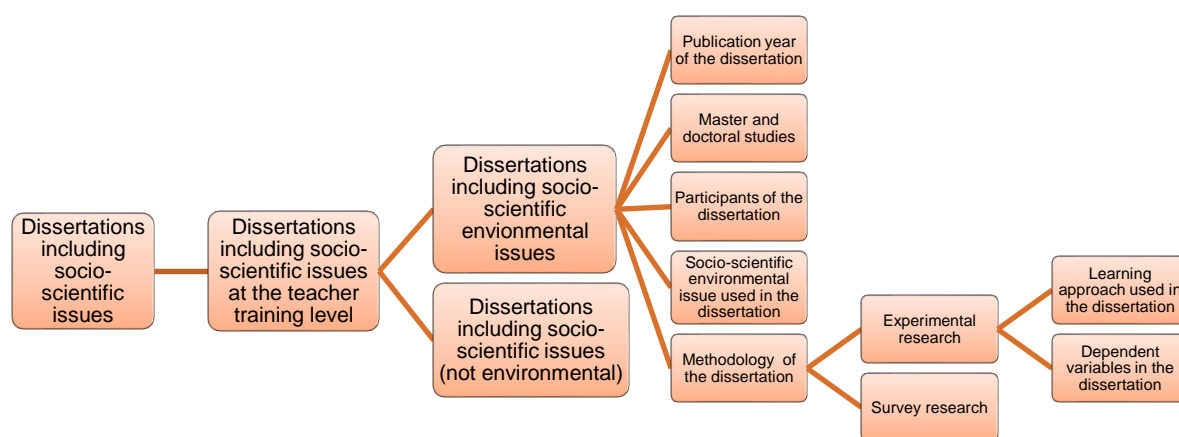 Dissertations
including
socio-
scientific
issues
Dissertations
including socio-
scientific issues
at the teacher
training level
Dissertations
including socio-
scientific
envionmental
issues
Dissertations
including socio-
scientific issues
(not environmental)
Publication year
of the dissertation
Master and
doctoral studies
Participants of the
dissertation
Socio-scientific
environmental
issue used in the
dissertation
Methodology of
the dissertation
Experimental
research
Survey research
Learning
approach used in
the dissertation
Dependent
variables in the
dissertation